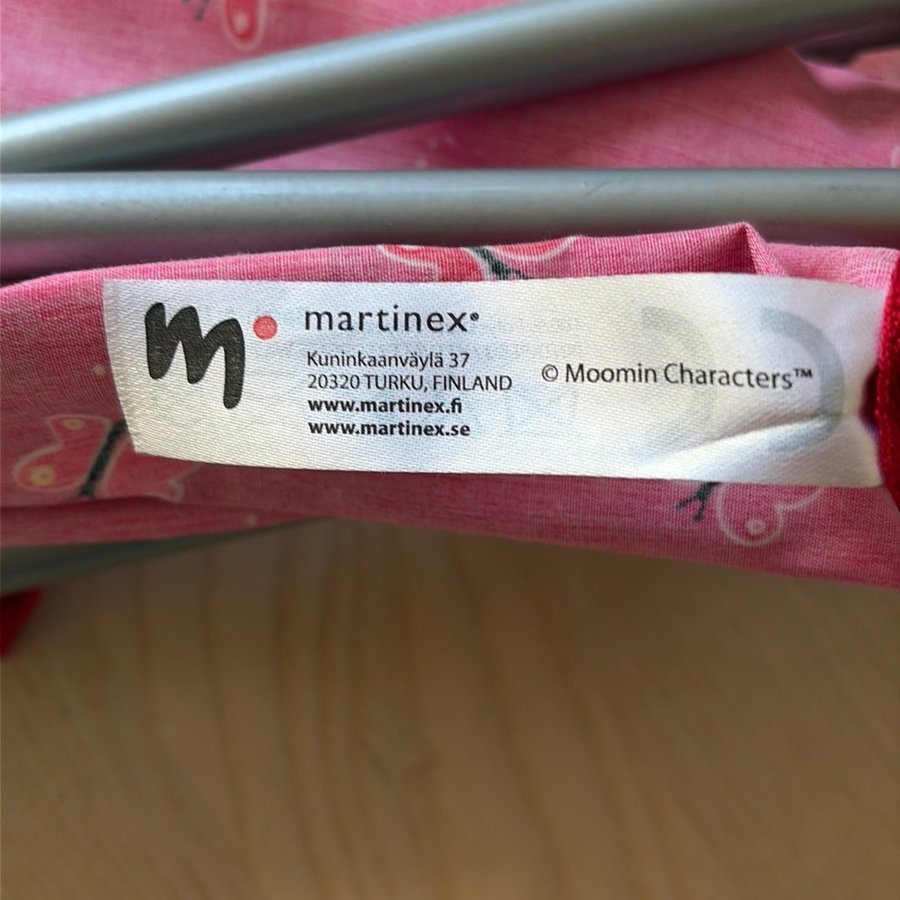 m
martinex®
Kuninkaanväylä 37
20320 TURKU, FINLAND
www.martinex.fi
www.martinex.se
© Moomin Characters™